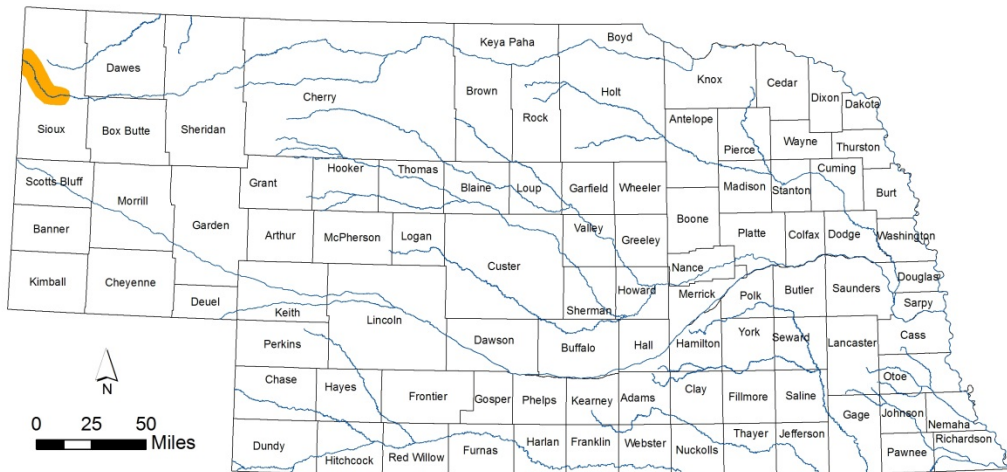 Boyd
Keya Paha
Dawes
Knox
Cedar
Brown
Holt
Cherry
Dixon
Dakota
Rock
Antelope
Sioux
Box Butte
Sheridan
Wayne
Pierce
Thurston
Cuming
Hooker
Thomas
Scotts Bluff
Grant
Blaine
Loup
Garfield
Wheeler
Madison
Stanton
Burt
Morrill
Boone
Garden
Banner
Arthur
McPherson
Logan
Valley
Platte
Colfax
Dodge
Washington
Greeley
Custer
Nance
Kimball
Cheyenne
Douglas
Howard
Merrick
Polk
Butler
Saunders
Deuel
Sarpy
Keith
Sherman
Lincoln
York
Seward
Cass
Perkins
Dawson
Buffalo
Hall
Hamilton
Lancaster
Otoe
Chase
Hayes
Frontier
Gosper
Phelps
Kearney
Adams
Clay
Fillmore
Saline
N
Gage
Johnson
0 25 50
Nemaha
Miles
Richardson
Dundy
Hitchcock
Red Willow
Furnas
Harlan
Franklin
Webster
Nuckolls
Thayer
Jefferson
Pawnee